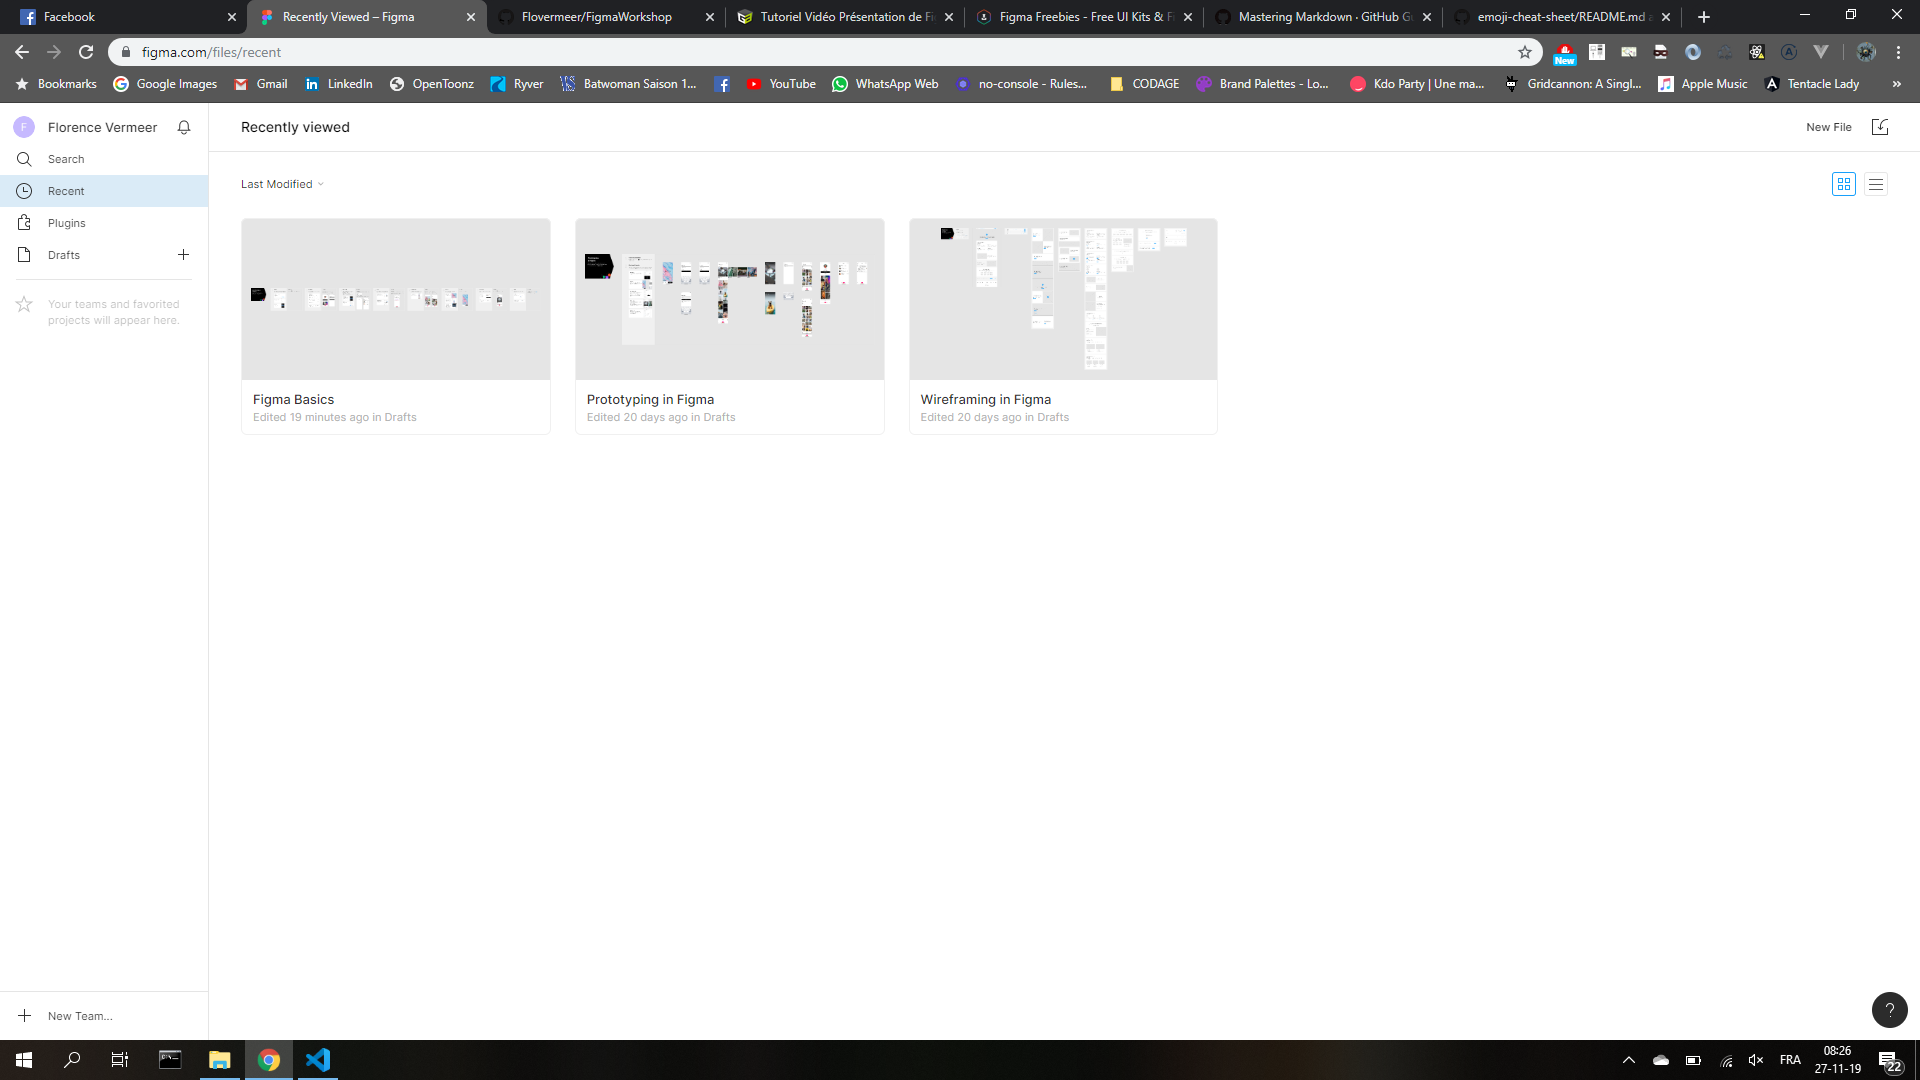 Facebook
Recently Viewed – Figma
Flovermeer/FigmaWorkshop
Tutoriel Vidéo Présentation de Fi
Figma Freebies - Free UI Kits & F
Mastering Markdown · GitHub Gu
emoji-cheat-sheet/README.md a
figma.com/files/recent
New
Bookmarks
Google Images
Gmail
LinkedIn
OpenToonz
Ryver
Batwoman Saison 1...
YouTube
WhatsApp Web
no-console - Rules...
CODAGE
Brand Palettes - Lo...
Kdo Party | Une ma...
Gridcannon: A Singl...
Apple Music
Tentacle Lady
»
F
Florence Vermeer
Recently viewed
New File
Search
Recent
Plugins
Drafts
Your teams and favorited
projects will appear here.
Last Modified
Figma Basics
Edited 19 minutes ago in Drafts
Prototyping in Figma
Edited 20 days ago in Drafts
Wireframing in Figma
Edited 20 days ago in Drafts
New Team...
?
FRA
08:26
27-11-19
22